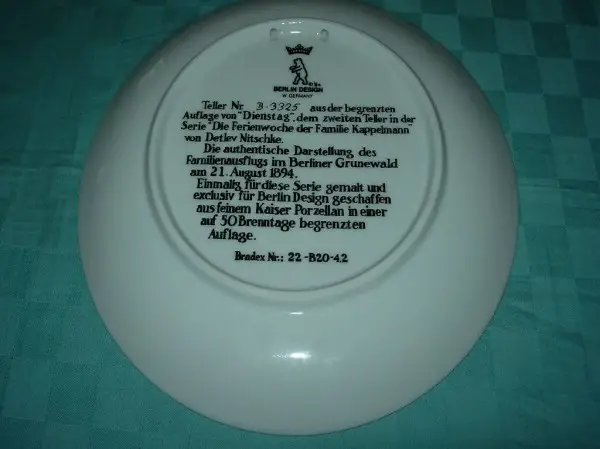 BERLIN DESIGN
W. GERMANY
Teller Nr B-3325 aus der begrenzten
Auflage von "Dienstag", dem zweiten Teller in der
Serie "Die Ferienwoche der Familie Kappelmann"
von Detlev Nitschke.
Die authentische Darstellung des
Familienausflugs im Berliner Grunewald
am 21. August 1894.
Einmalig für diese Serie gemalt und
exclusiv für Berlin Design geschaffen
aus feinem Kaiser Porzellan in einer
auf 50 Brenntage begrenzten
Auflage.
Bradex Nr.: 22-B20-4.2